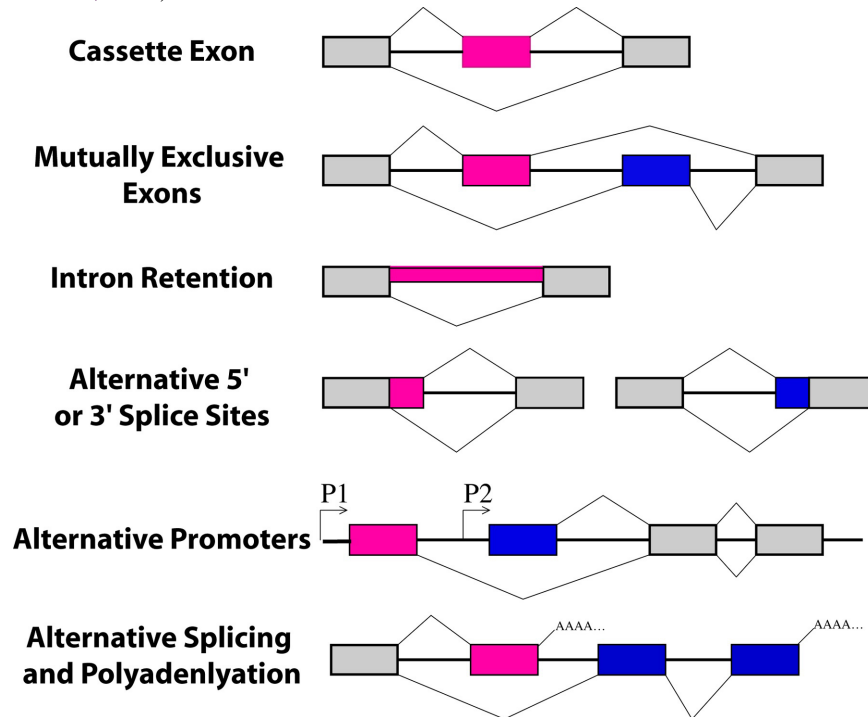 Cassette Exon
Mutually Exclusive
Exons
Intron Retention
Alternative 5'
or 3' Splice Sites
P1
P2
Alternative Promoters
Alternative Splicing
and Polyadenlyation
AAAA...
AAAA...